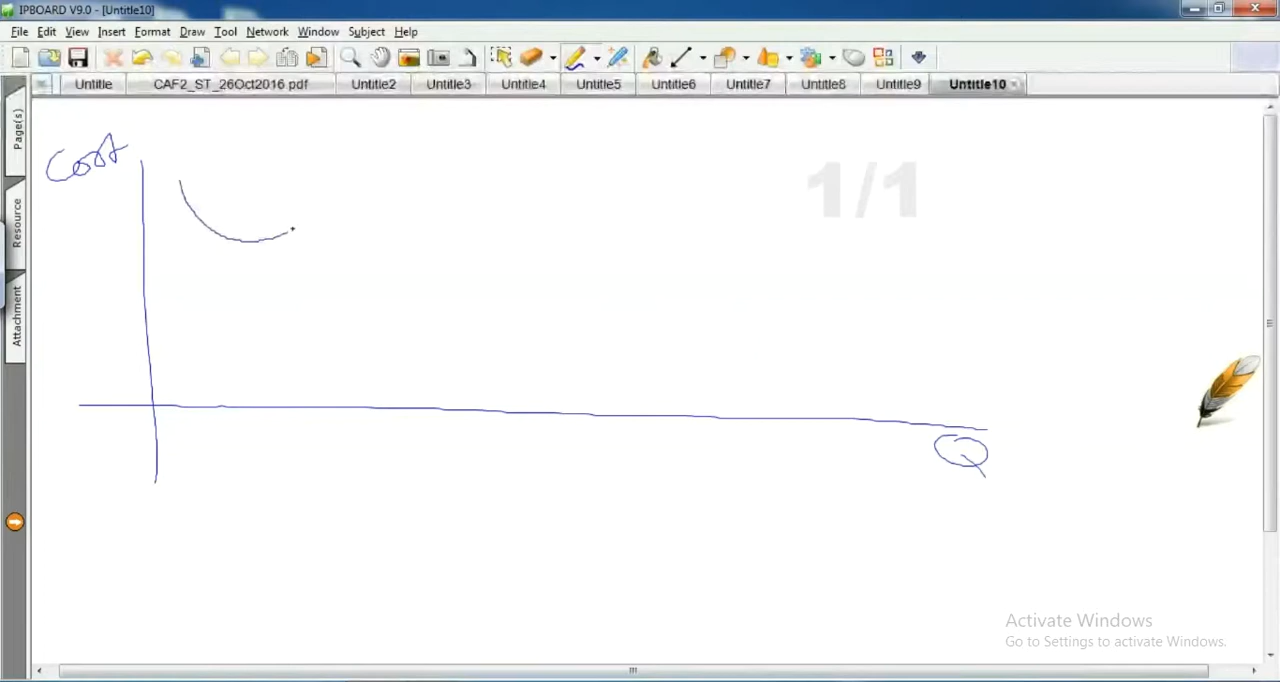 IPBOARD V9.0 - [Untitle10]
File Edit View Insert Format Draw Tool Network Window Subject Help
Untitle CAF2_ST_26Oct2016 pdf Untitle2 Untitle3 Untitle4 Untitle5 Untitle6 Untitle7 Untitle8 Untitle9 Untitle10
Page(s)
Resource
Attachment
Cost
1/1
Q
Activate Windows
Go to Settings to activate Windows.